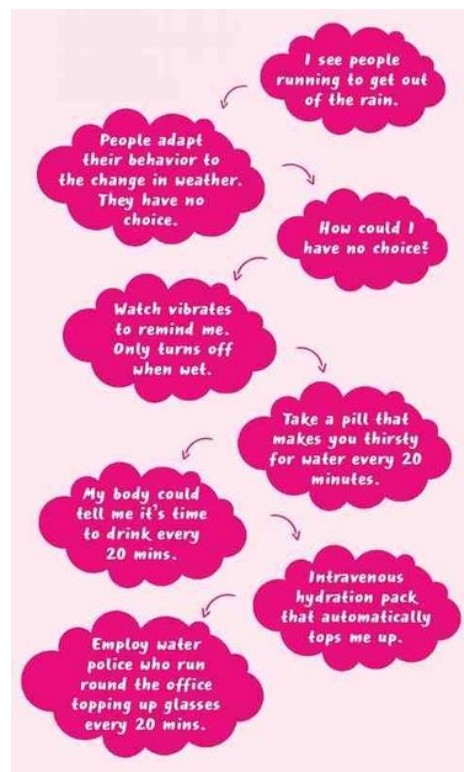 I see people
running to get out
of the rain.
People adapt
their behavior to
the change in weather.
They have no
choice.
How could I
have no choice?
Watch vibrates
to remind me.
Only turns off
when wet.
Take a pill that
makes you thirsty
for water every 20
minutes.
My body could
tell me it's time
to drink every
20 mins.
Intravenous
hydration pack
that automatically
tops me up.
Employ water
police who run
round the office
topping up glasses
every 20 mins.